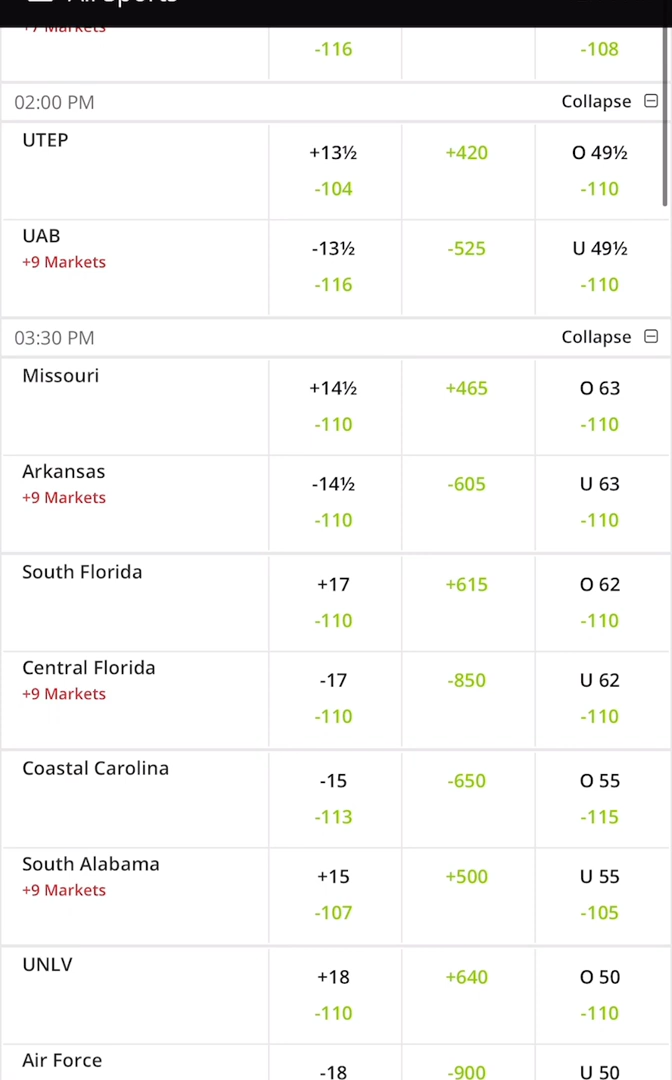 All Sports
+7 Markets
-116 -108
02:00 PM Collapse
UTEP +13½ +420 O 49½
-104 -110
UAB -13½ -525 U 49½
+9 Markets -116 -110
03:30 PM Collapse
Missouri +14½ +465 O 63
-110 -110
Arkansas -14½ -605 U 63
+9 Markets -110 -110
South Florida +17 +615 O 62
-110 -110
Central Florida -17 -850 U 62
+9 Markets -110 -110
Coastal Carolina -15 -650 O 55
-113 -115
South Alabama +15 +500 U 55
+9 Markets -107 -105
UNLV +18 +640 O 50
-110 -110
Air Force -18 -900 U 50